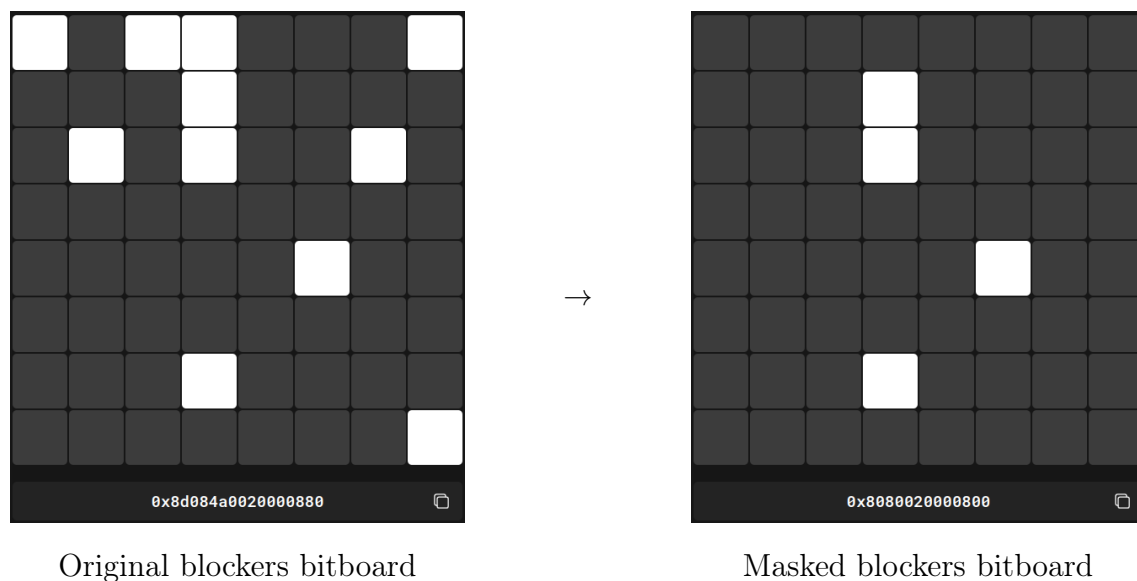 0x8d084a0020000880
0x8080020000800
→
Original blockers bitboard
Masked blockers bitboard